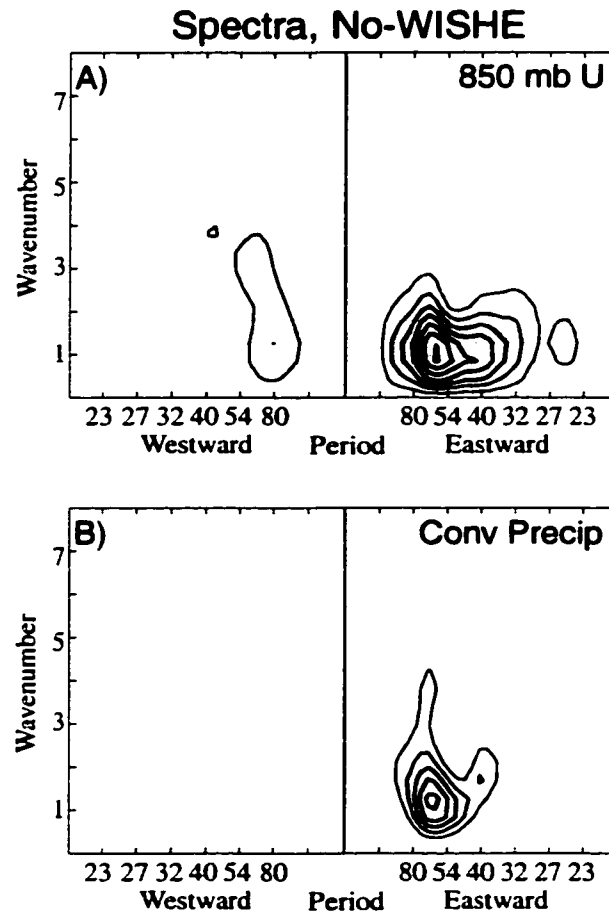 Spectra, No-WISHE
A)
850 mb U
Wavenumber
7
5
3
1
23 27 32 40 54 80
80 54 40 32 27 23
Westward Period Eastward
B)
Conv Precip
Wavenumber
7
5
3
1
23 27 32 40 54 80
80 54 40 32 27 23
Westward Period Eastward